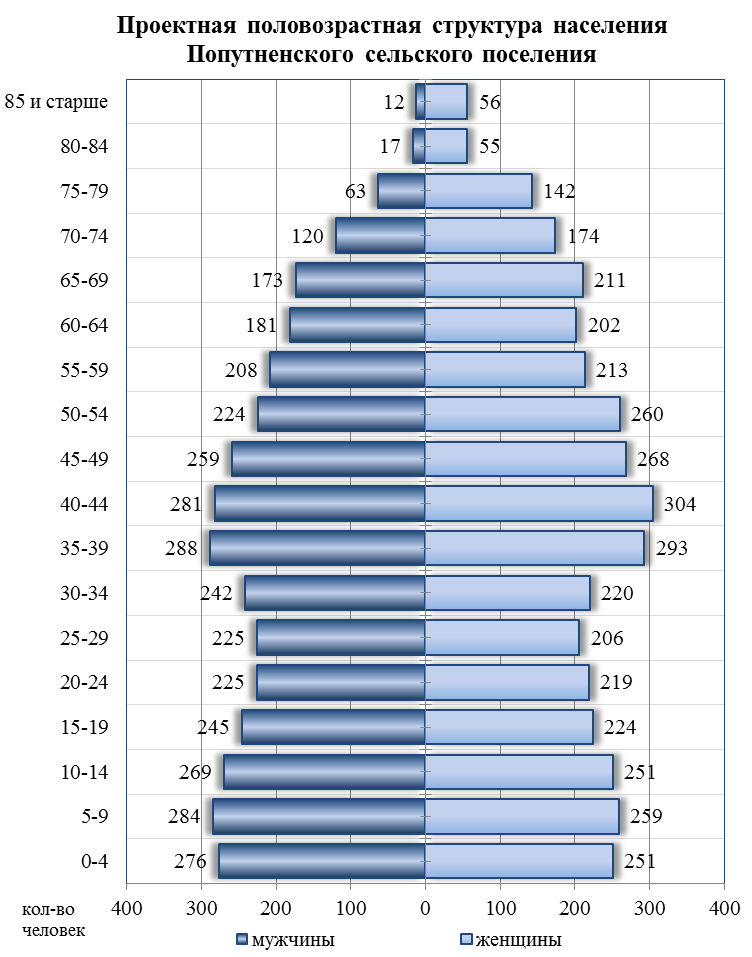 Проектная половозрастная структура населения
Попутненского сельского поселения
85 и старше 12 56
80-84 17 55
75-79 63 142
70-74 120 174
65-69 173 211
60-64 181 202
55-59 208 213
50-54 224 260
45-49 259 268
40-44 281 304
35-39 288 293
30-34 242 220
25-29 225 206
20-24 225 219
15-19 245 224
10-14 269 251
5-9 284 259
0-4 276 251
400 300 200 100 0 100 200 300 400
кол-во
человек
мужчины женщины